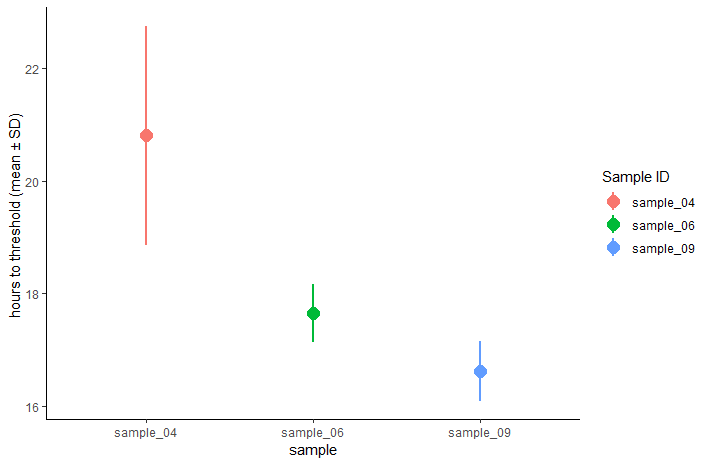 hours to threshold (mean ± SD)
22
20
18
16
sample_04
sample_06
sample_09
sample
Sample ID
sample_04
sample_06
sample_09